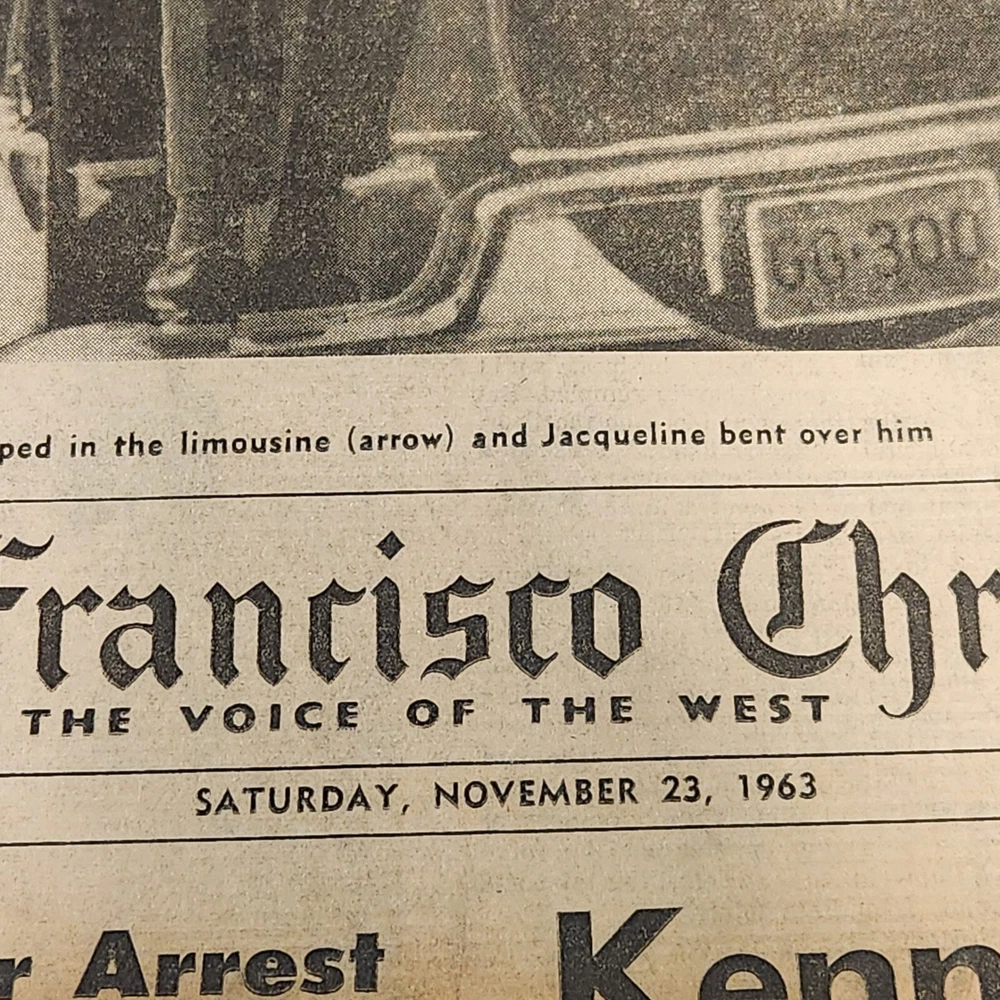 GG·300
ped in the limousine (arrow) and Jacqueline bent over him
Francisco Chr
THE VOICE OF THE WEST
SATURDAY, NOVEMBER 23, 1963
r Arrest
Kenn